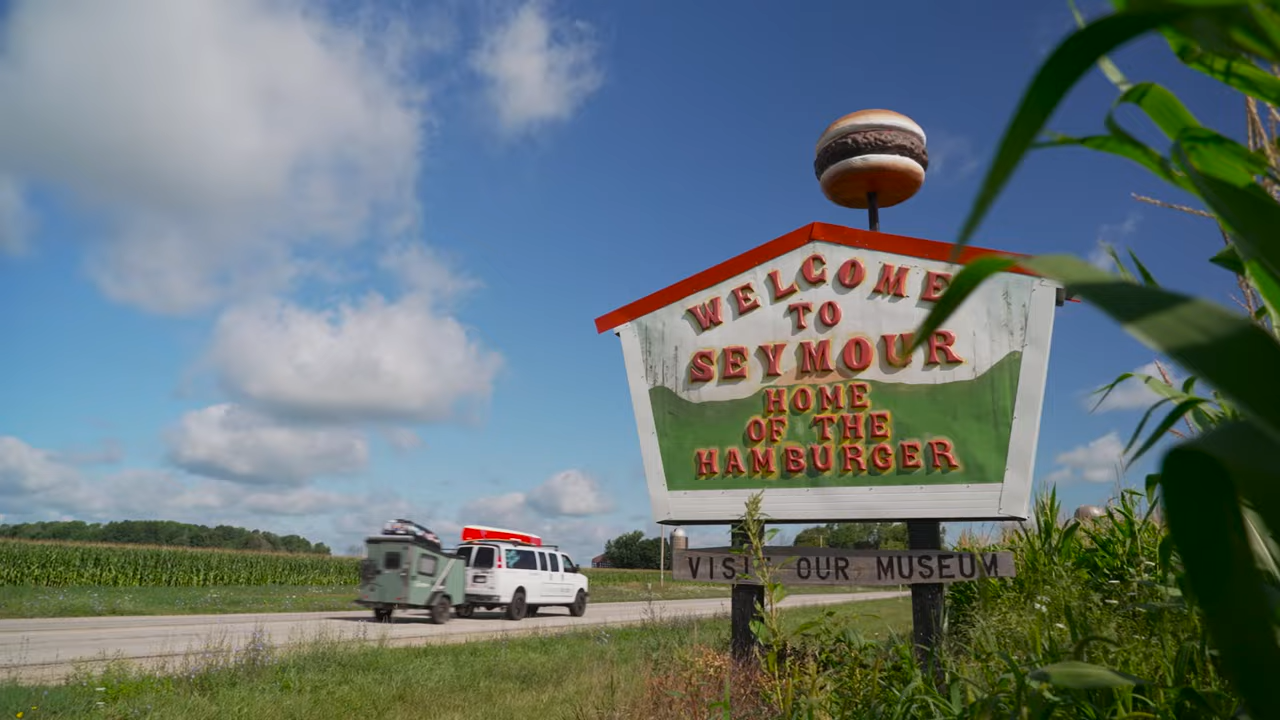 WELCOME
TO
SEYMOUR
HOME
OF THE
HAMBURGER
VISIT OUR MUSEUM